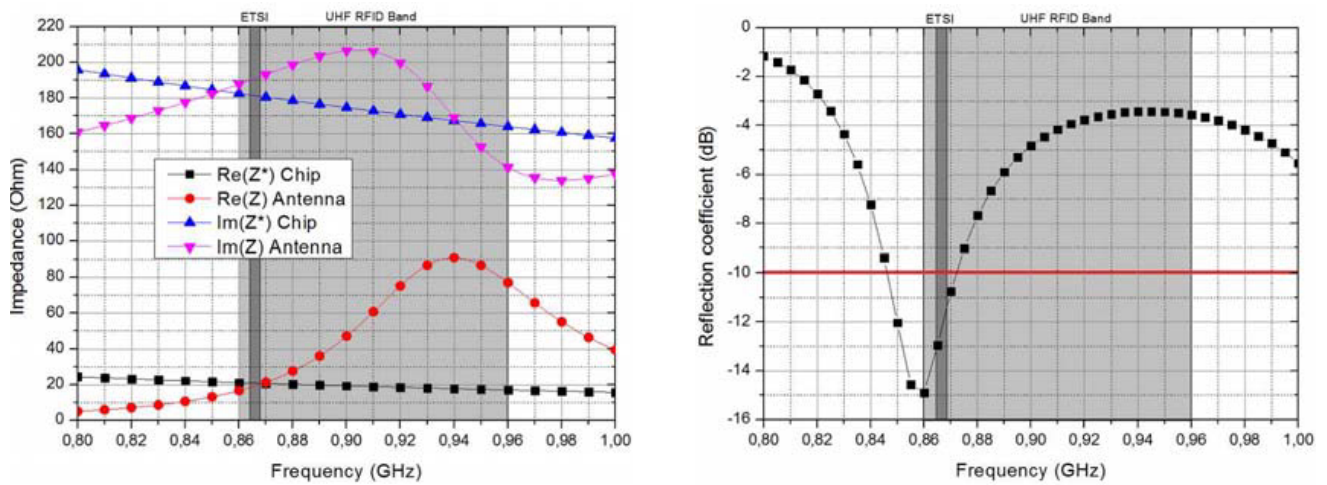 ETSI UHF RFID Band
220
200
180
160
140
120
100
80
60
40
20
0
Impedance (Ohm)
Re(Z*) Chip
Re(Z) Antenna
Im(Z*) Chip
Im(Z) Antenna
0,80 0,82 0,84 0,86 0,88 0,90 0,92 0,94 0,96 0,98 1,00
Frequency (GHz)
ETSI UHF RFID Band
0
-2
-4
-6
-8
-10
-12
-14
-16
Reflection coefficient (dB)
0,80 0,82 0,84 0,86 0,88 0,90 0,92 0,94 0,96 0,98 1,00
Frequency (GHz)